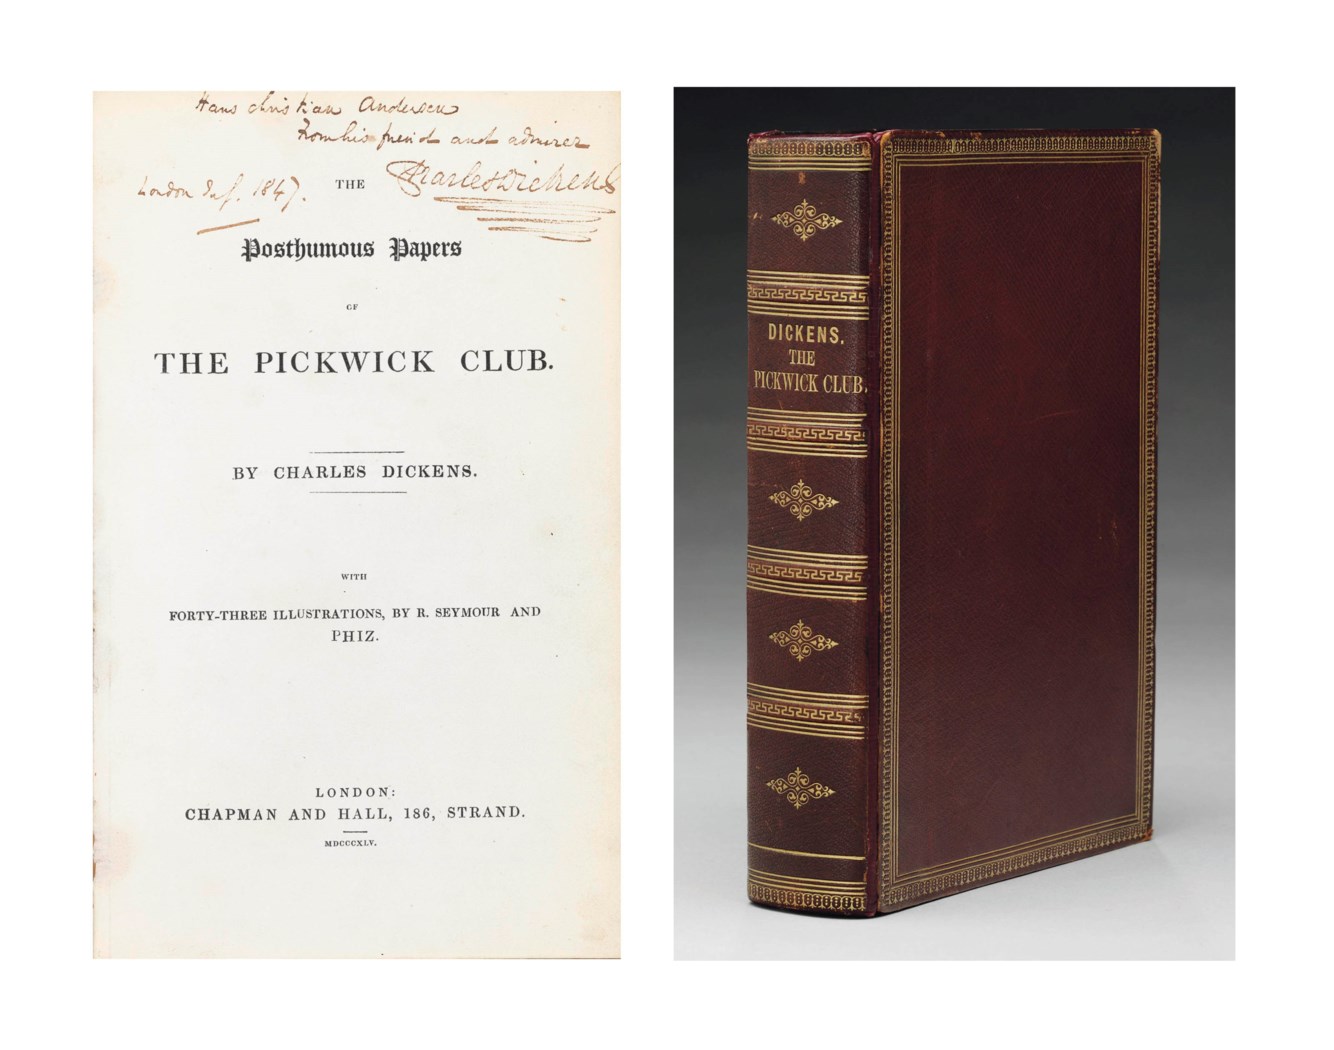 Hans Christian Andersen
From his friend and admirer
Charles Dickens
London July. 1847.
THE
Posthumous Papers
OF
THE PICKWICK CLUB.
BY CHARLES DICKENS.
WITH
FORTY-THREE ILLUSTRATIONS, BY R. SEYMOUR AND
PHIZ.
LONDON:
CHAPMAN AND HALL, 186, STRAND.
MDCCCXLV.
DICKENS.
THE
PICKWICK CLUB.